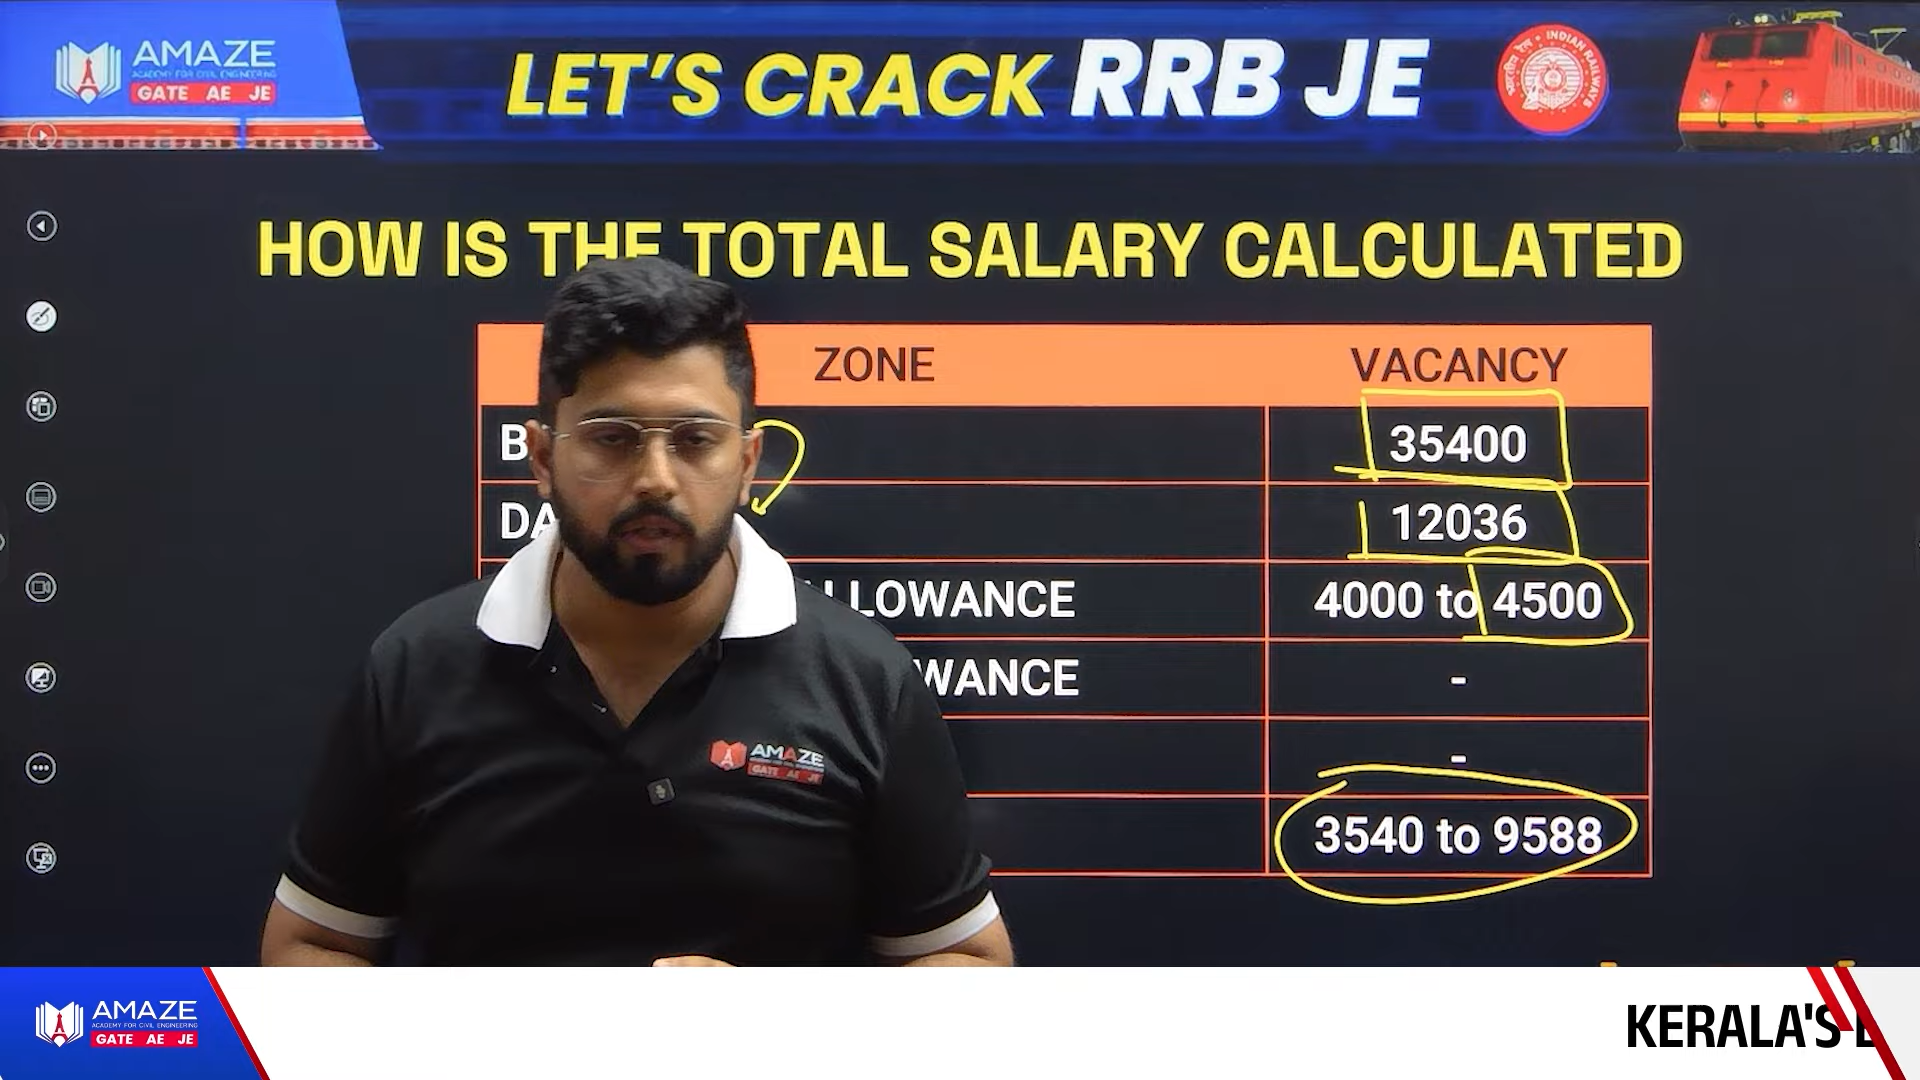 AMAZE
ACADEMY FOR CIVIL ENGINEERING
GATE AE JE
LET'S CRACK RRB JE
INDIAN RAILWAYS
HOW IS THE TOTAL SALARY CALCULATED
ZONE VACANCY
35400
DA 12036
4000 to 4500
-
-
3540 to 9588
AMAZE
GATE AE JE
AMAZE
ACADEMY FOR CIVIL ENGINEERING
GATE AE JE
KERALA'S